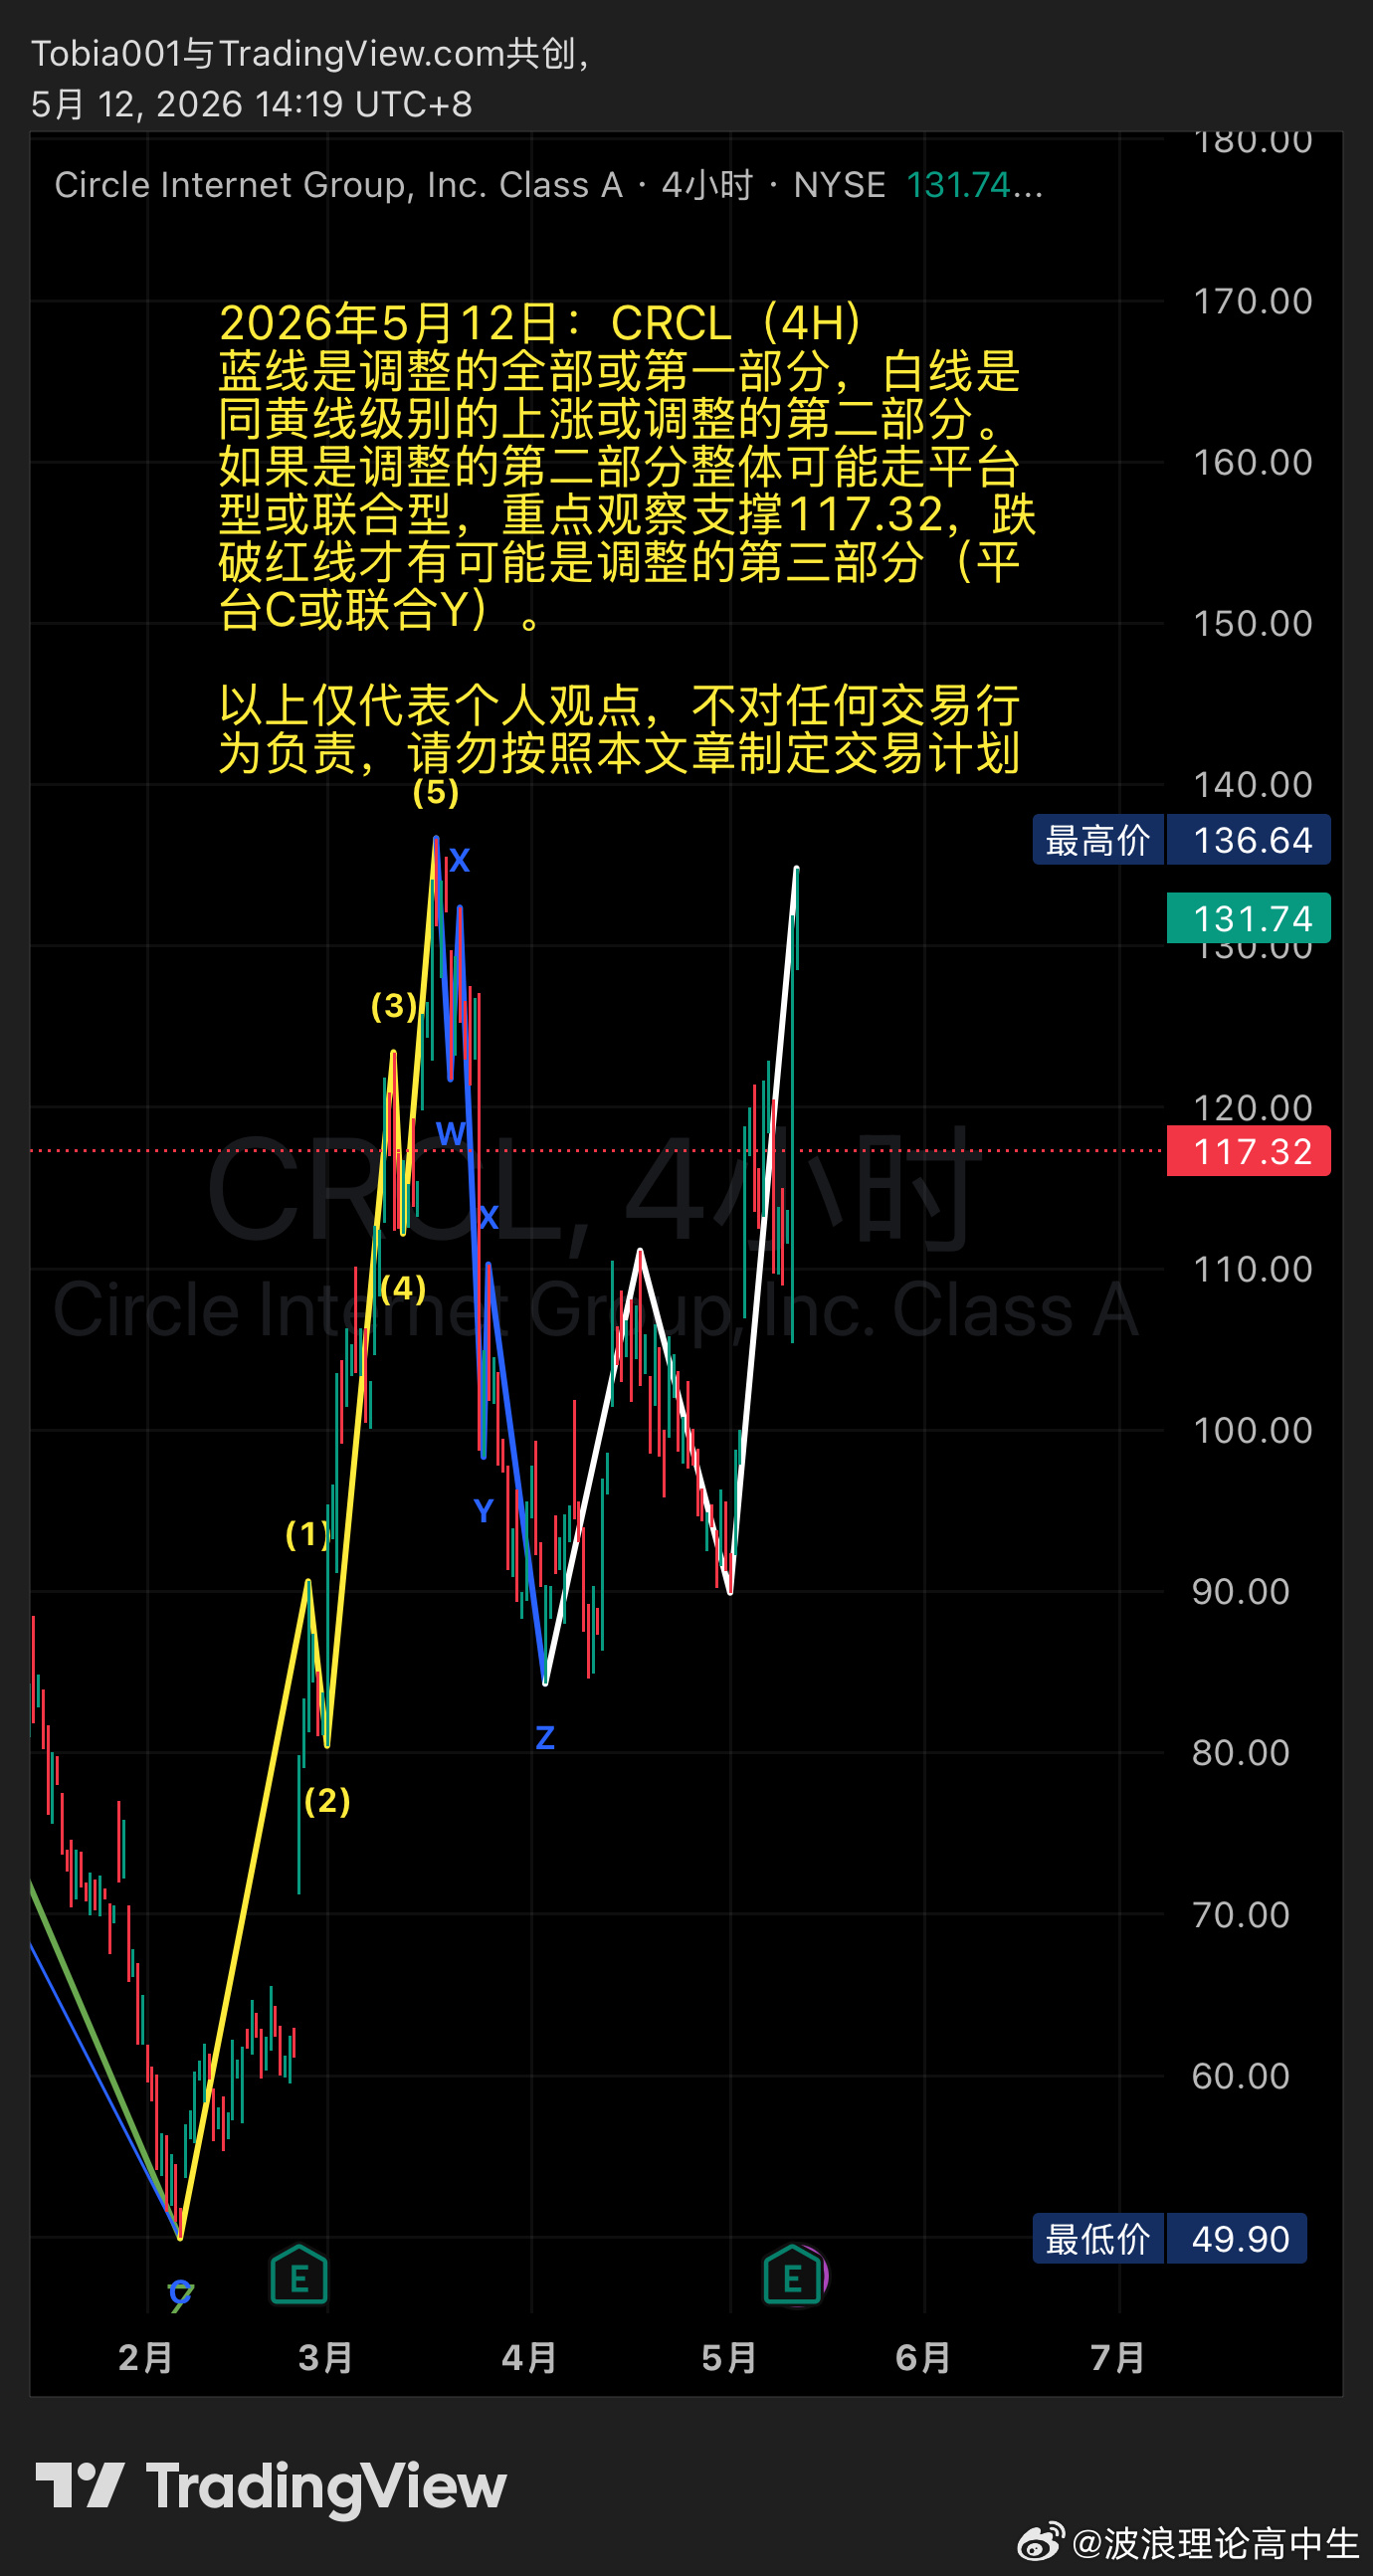 Tobia001与TradingView.com共创,
5月 12, 2026 14:19 UTC+8
Circle Internet Group, Inc. Class A · 4小时 · NYSE 131.74...
2026年5月12日：CRCL（4H）
蓝线是调整的全部或第一部分，白线是
同黄线级别的上涨或调整的第二部分。
如果是调整的第二部分整体可能走平台
型或联合型，重点观察支撑117.32，跌
破红线才有可能是调整的第三部分（平
台C或联合Y）。
以上仅代表个人观点，不对任何交易行
为负责，请勿按照本文章制定交易计划
180.00
170.00
160.00
150.00
140.00
最高价 136.64
131.74
130.00
120.00
117.32
110.00
100.00
90.00
80.00
70.00
60.00
最低价 49.90
(5)
X
(3)
W
X
(4)
Y
(1)
Z
(2)
CRCL, 4小时
Circle Internet Group, Inc. Class A
C
E
E
2月
3月
4月
5月
6月
7月
TradingView
@波浪理论高中生